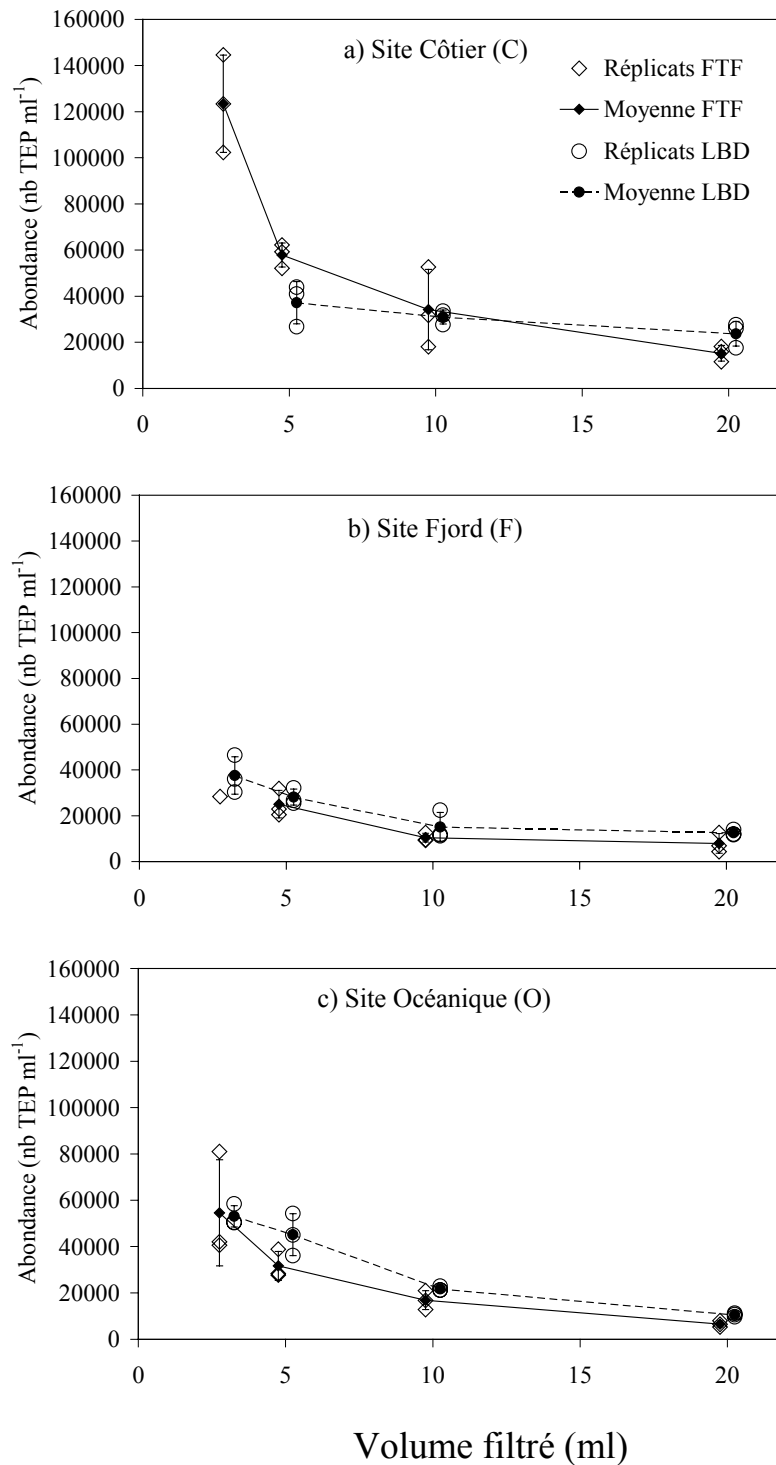 a) Site Côtier (C)
Réplicats FTF
Moyenne FTF
Réplicats LBD
Moyenne LBD
Abondance (nb TEP ml-1)
160000
140000
120000
100000
80000
60000
40000
20000
0
0 5 10 15 20
b) Site Fjord (F)
Abondance (nb TEP ml-1)
160000
140000
120000
100000
80000
60000
40000
20000
0
0 5 10 15 20
c) Site Océanique (O)
Abondance (nb TEP ml-1)
160000
140000
120000
100000
80000
60000
40000
20000
0
0 5 10 15 20
Volume filtré (ml)